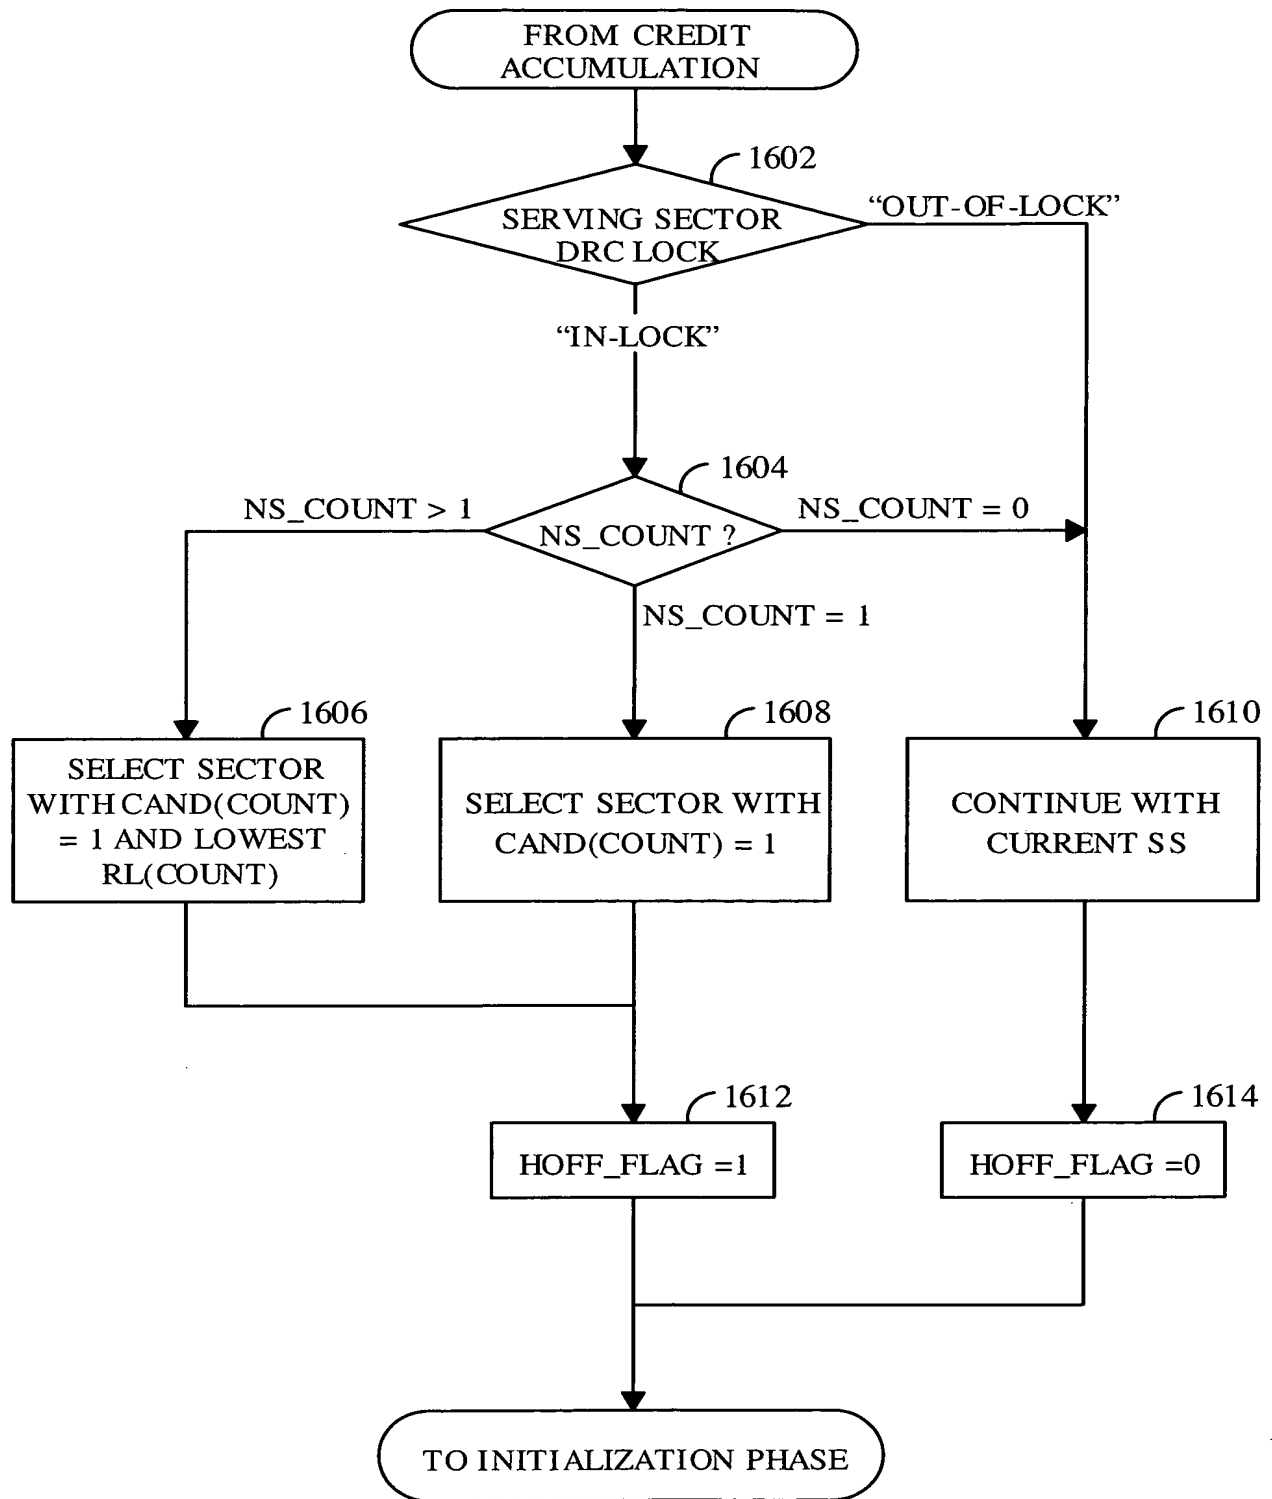 FROM CREDIT
ACCUMULATION
1602
SERVING SECTOR
DRC LOCK
“OUT-OF-LOCK”
“IN-LOCK”
1604
NS_COUNT > 1
NS_COUNT ?
NS_COUNT = 0
NS_COUNT = 1
1606
SELECT SECTOR
WITH CAND(COUNT)
= 1 AND LOWEST
RL(COUNT)
1608
SELECT SECTOR WITH
CAND(COUNT) = 1
1610
CONTINUE WITH
CURRENT SS
1612
HOFF_FLAG =1
1614
HOFF_FLAG =0
TO INITIALIZATION PHASE